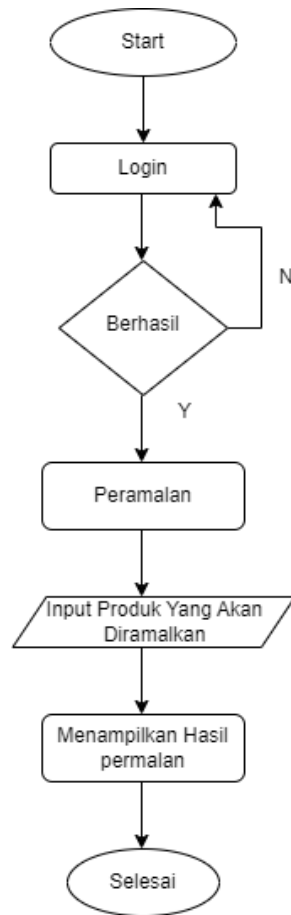 Start
Login
Berhasil
N
Y
Peramalan
Input Produk Yang Akan
Diramalkan
Menampilkan Hasil
permalan
Selesai